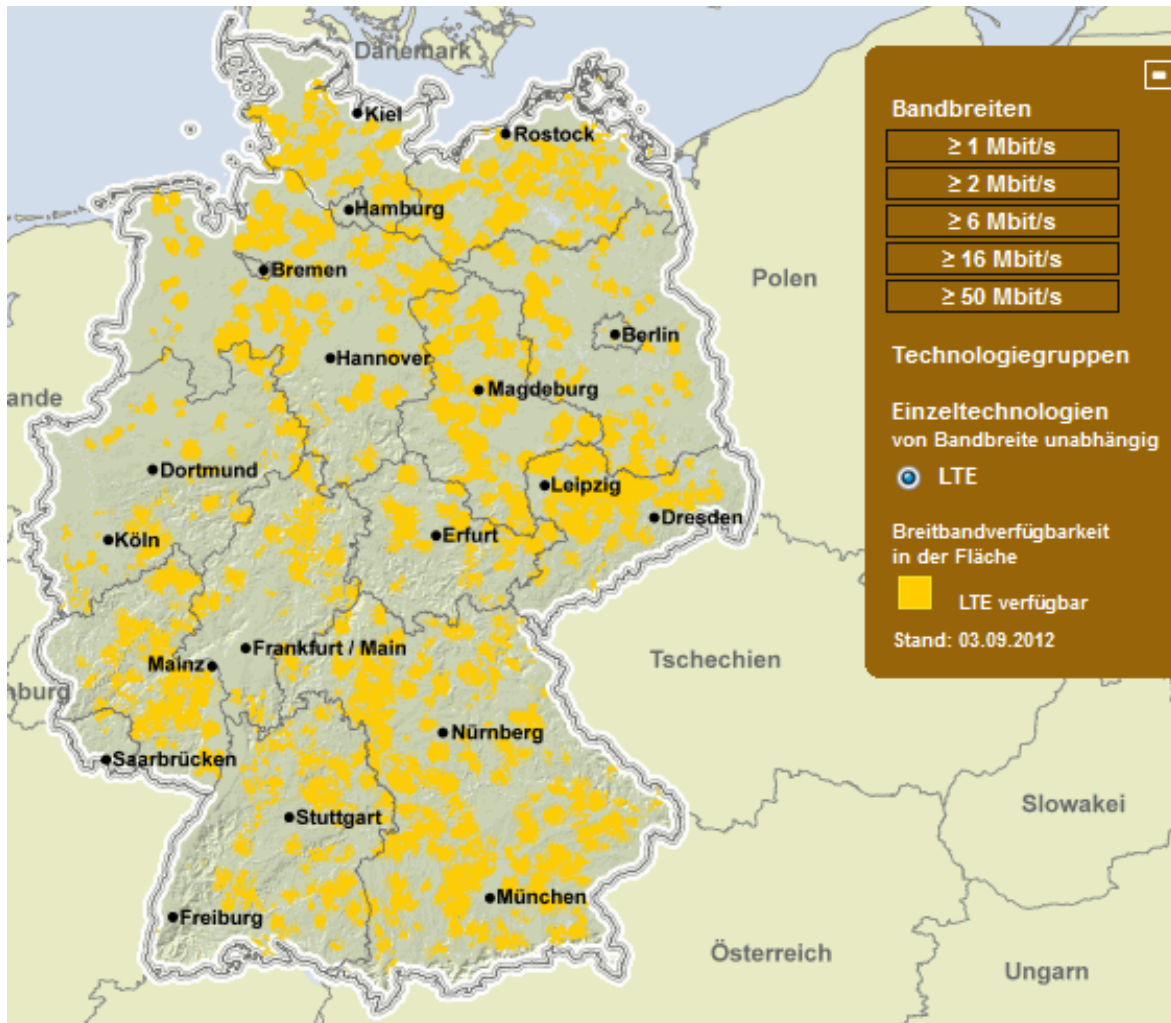 Dänemark
Kiel
Rostock
Hamburg
Bremen
Polen
Berlin
Hannover
Magdeburg
ande
Dortmund
Leipzig
Dresden
Köln
Erfurt
Frankfurt / Main
Mainz
Tschechien
nburg
Nürnberg
Saarbrücken
Slowakei
Stuttgart
München
Freiburg
Österreich
Ungarn
Bandbreiten
≥ 1 Mbit/s
≥ 2 Mbit/s
≥ 6 Mbit/s
≥ 16 Mbit/s
≥ 50 Mbit/s
Technologiegruppen
Einzeltechnologien
von Bandbreite unabhängig
LTE
Breitbandverfügbarkeit
in der Fläche
LTE verfügbar
Stand: 03.09.2012